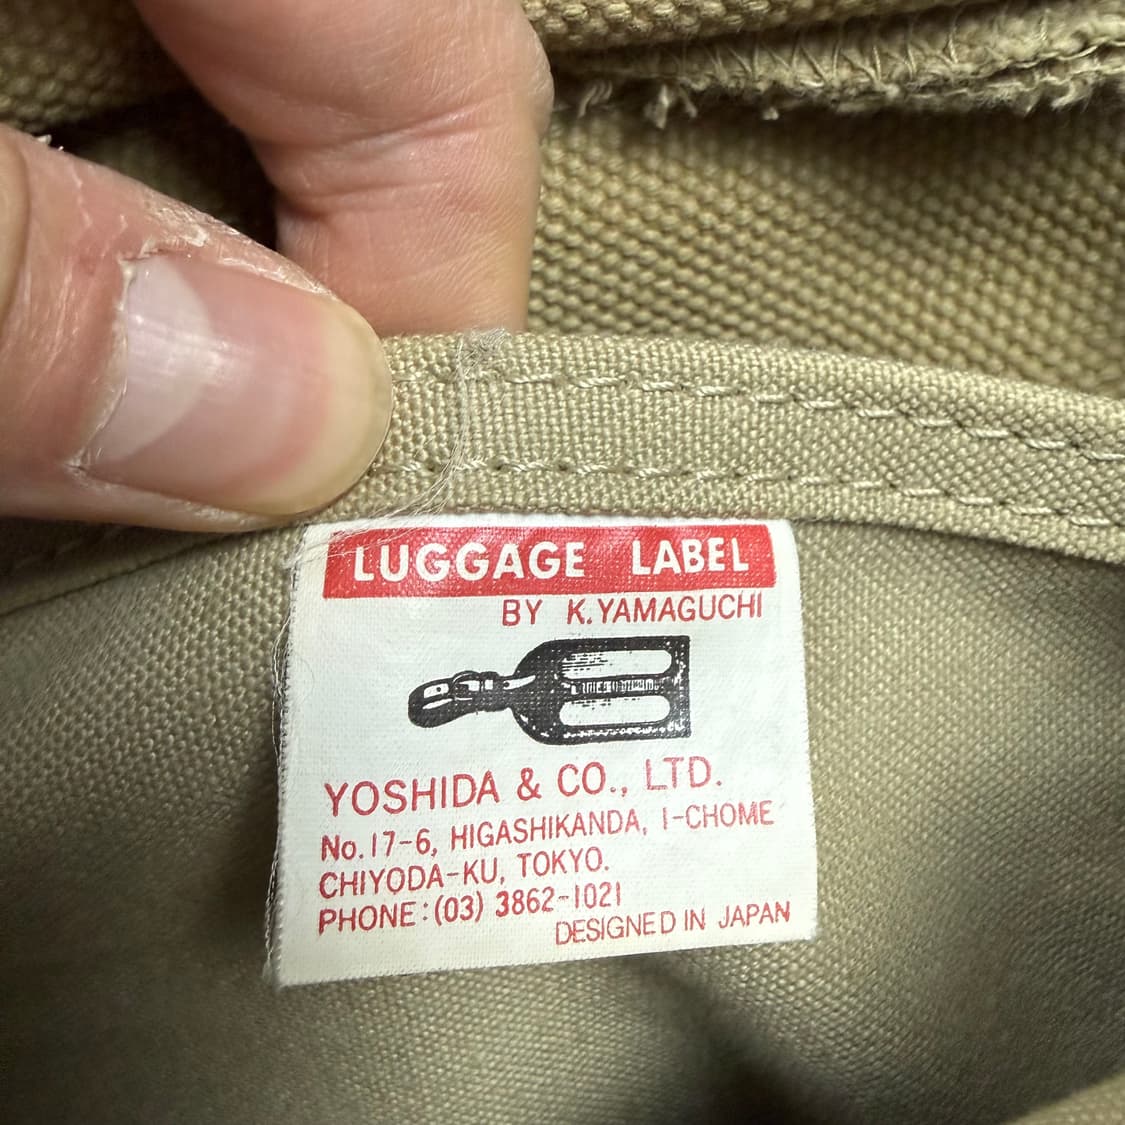 LUGGAGE LABEL
BY K.YAMAGUCHI
YOSHIDA & CO., LTD.
No.17-6, HIGASHIKANDA, 1-CHOME
CHIYODA-KU, TOKYO.
PHONE:(03) 3862-1021
DESIGNED IN JAPAN